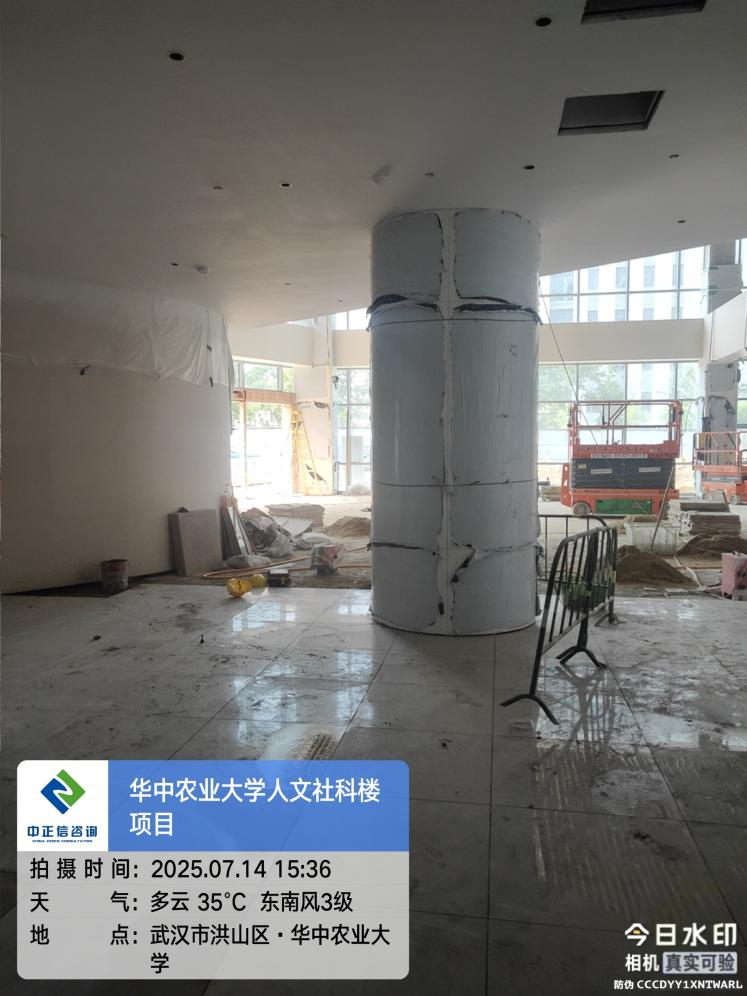 中正信咨询
CHINA ZEXIN CONSULTATION
华中农业大学人文社科楼
项目
拍摄时间：2025.07.14 15:36
天气：多云 35°C 东南风3级
地点：武汉市洪山区·华中农业大
学
今日水印
相机 真实可验
防伪 CCCDYY1XNTWARL